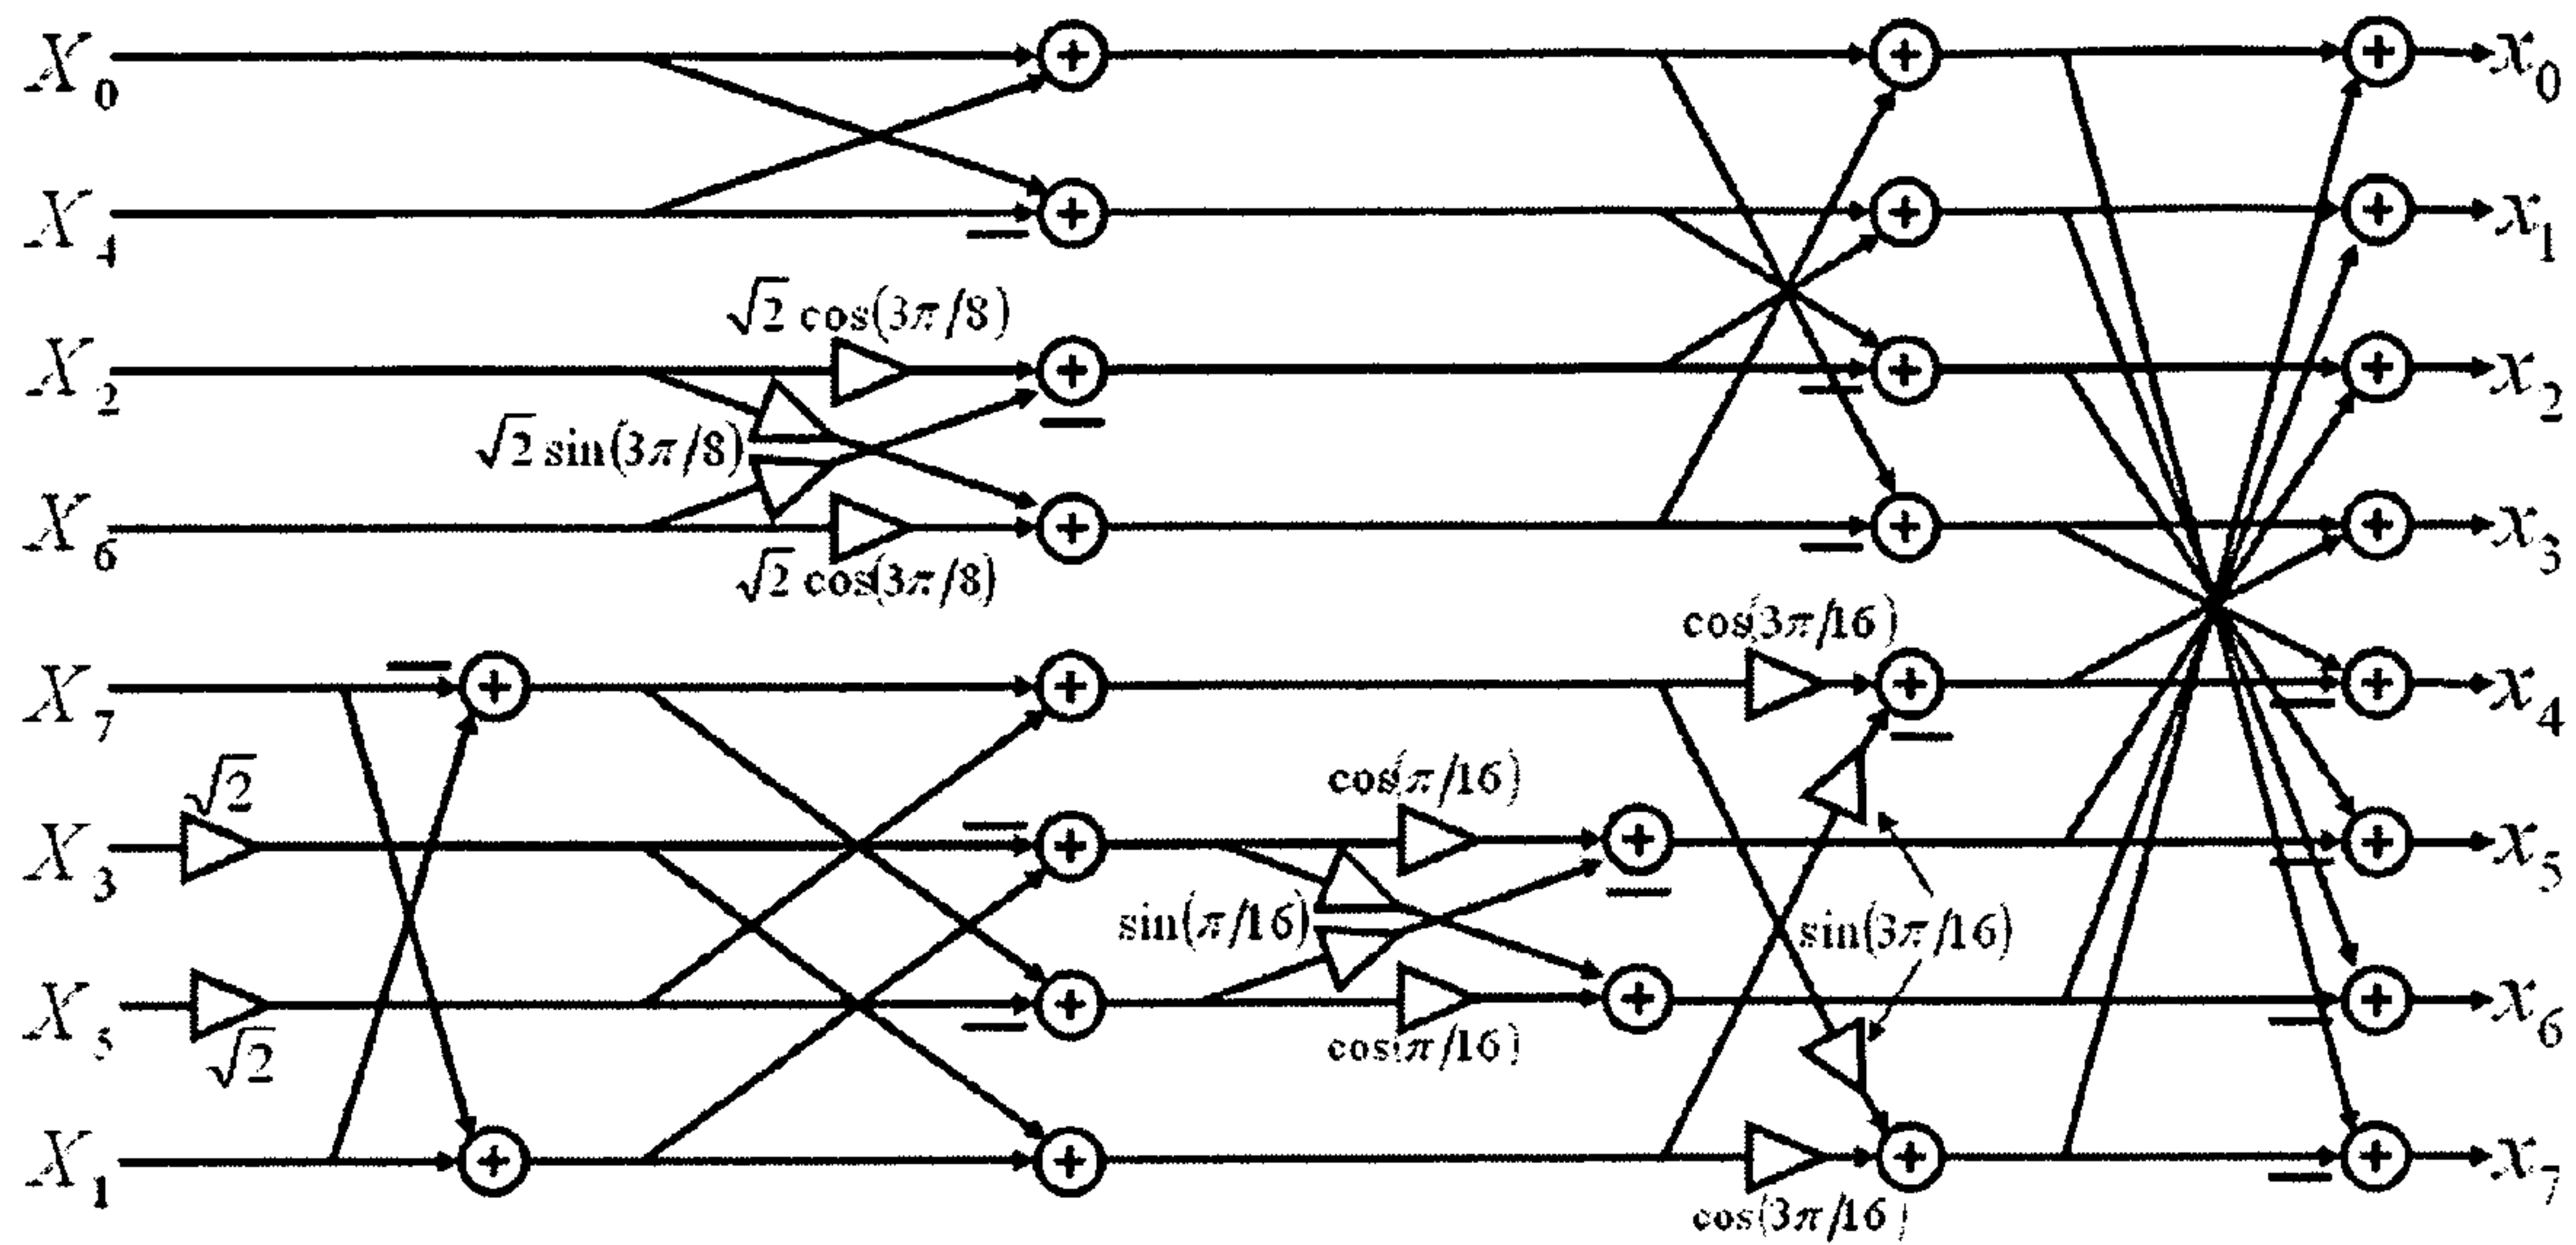 X₀
x₀
X₄
x₁
√2 cos(3π/8)
X₂
x₂
√2 sin(3π/8)
X₆
x₃
√2 cos(3π/8)
cos(3π/16)
X₇
x₄
√2
cos(π/16)
X₃
x₅
sin(π/16)
sin(3π/16)
X₅
x₆
√2
cos(π/16)
X₁
x₇
cos(3π/16)